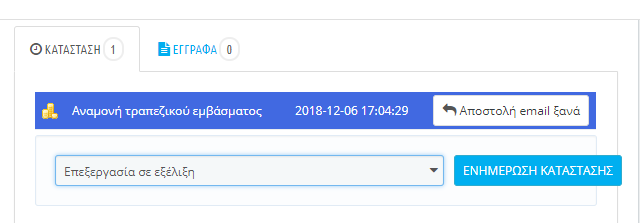 ΚΑΤΑΣΤΑΣΗ 1 ΕΓΓΡΑΦΑ 0
Αναμονή τραπεζικού εμβάσματος 2018-12-06 17:04:29 Αποστολή email ξανά
Επεξεργασία σε εξέλιξη ΕΝΗΜΕΡΩΣΗ ΚΑΤΑΣΤΑΣΗΣ